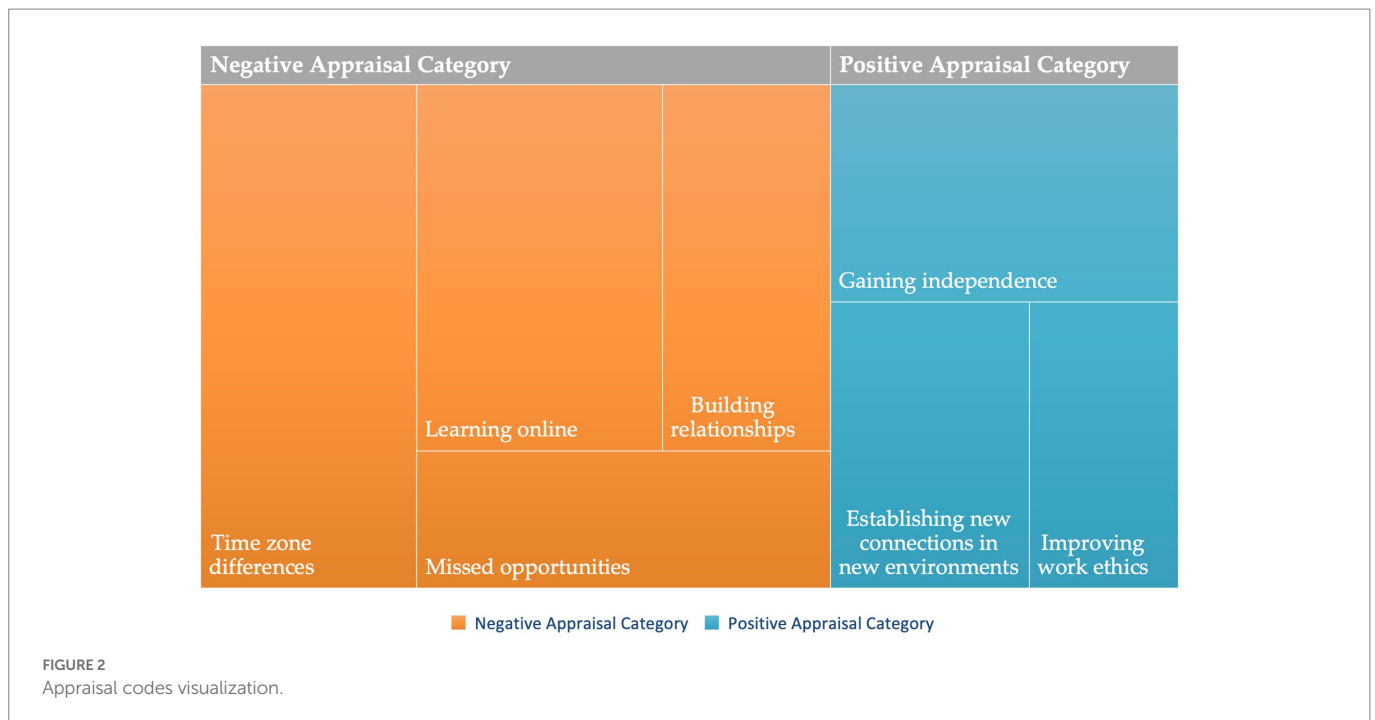 Negative Appraisal Category
Positive Appraisal Category
Time zone
differences
Learning online
Building
relationships
Missed opportunities
Gaining independence
Establishing new
connections in
new environments
Improving
work ethics
Negative Appraisal Category
Positive Appraisal Category
FIGURE 2
Appraisal codes visualization.